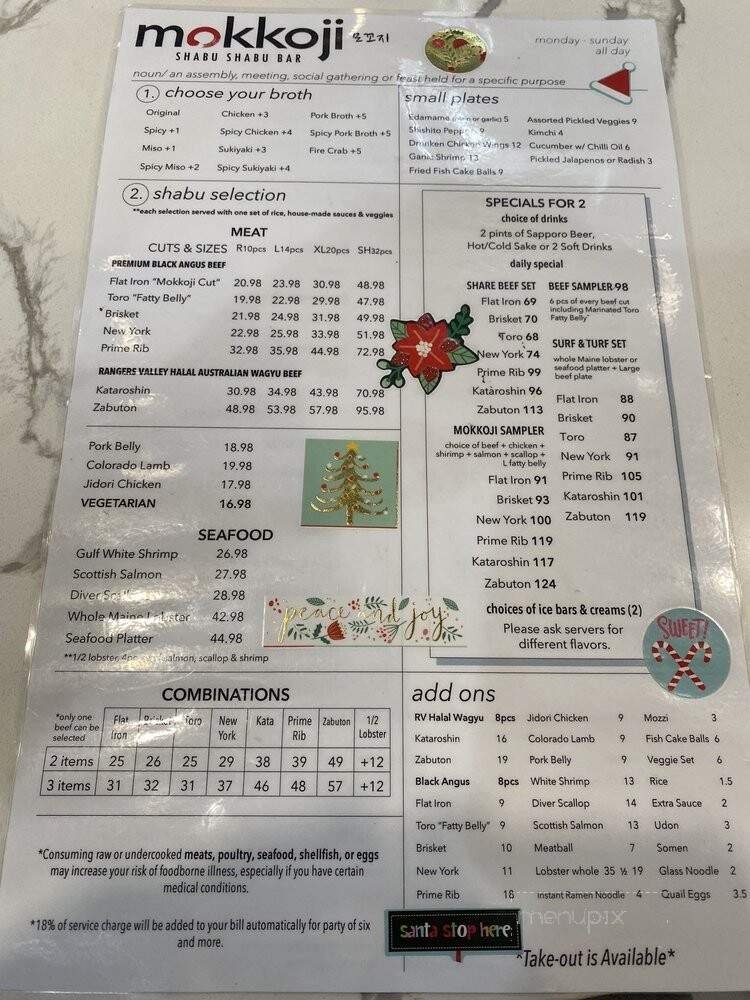 mokkoji 모꼬지
SHABU SHABU BAR
monday - sunday
all day
noun/ an assembly, meeting, social gathering or feast held for a specific purpose
1. choose your broth
Original Chicken +3 Pork Broth +5
Spicy +1 Spicy Chicken +4 Spicy Pork Broth +5
Miso +1 Sukiyaki +3 Fire Crab +5
Spicy Miso +2 Spicy Sukiyaki +4
small plates
Edamame (plain or garlic) 5 Assorted Pickled Veggies 9
Shishito Peppers 9 Kimchi 4
Drunken Chicken Wings 12 Cucumber w/ Chilli Oil 6
Garlic Shrimp 13 Pickled Jalapenos or Radish 3
Fried Fish Cake Balls 9
2. shabu selection
**each selection served with one set of rice, house-made sauces & veggies
MEAT
CUTS & SIZES R10pcs L14pcs XL20pcs SH32pcs
PREMIUM BLACK ANGUS BEEF
Flat Iron "Mokkoji Cut" 20.98 23.98 30.98 48.98
Toro "Fatty Belly" 19.98 22.98 29.98 47.98
*Brisket 21.98 24.98 31.98 49.98
New York 22.98 25.98 33.98 51.98
Prime Rib 32.98 35.98 44.98 72.98
RANGERS VALLEY HALAL AUSTRALIAN WAGYU BEEF
Kataroshin 30.98 34.98 43.98 70.98
Zabuton 48.98 53.98 57.98 95.98
Pork Belly 18.98
Colorado Lamb 19.98
Jidori Chicken 17.98
VEGETARIAN 16.98
SEAFOOD
Gulf White Shrimp 26.98
Scottish Salmon 27.98
Diver 28.98
Whole Maine Lobster 42.98
Seafood Platter 44.98
**1/2 lobster, salmon, scallop & shrimp
SPECIALS FOR 2
choice of drinks
2 pints of Sapporo Beer,
Hot/Cold Sake or 2 Soft Drinks
daily special
SHARE BEEF SET
Flat Iron 69
Brisket 70
Toro 68
New York 74
Prime Rib 99
Kataroshin 96
Zabuton 113
MOKKOJI SAMPLER
choice of beef + chicken +
shrimp + salmon + scallop +
L fatty belly
Flat Iron 91
Brisket 93
New York 100
Prime Rib 119
Kataroshin 117
Zabuton 124
BEEF SAMPLER 98
6 pcs of every beef cut
including Marinated Toro
Fatty Belly*
SURF & TURF SET
whole Maine lobster or
seafood platter + Large
beef plate
Flat Iron 88
Brisket 90
Toro 87
New York 91
Prime Rib 105
Kataroshin 101
Zabuton 119
choices of ice bars & creams (2)
Please ask servers for
different flavors.
peace and joy
SWEET!
COMBINATIONS
*only one
beef can be
selected
Flat Iron Brisket Toro New York Kata Prime Rib Zabuton 1/2 Lobster
2 items 25 26 25 29 38 39 49 +12
3 items 31 32 31 37 46 48 57 +12
add ons
RV Halal Wagyu 8pcs Jidori Chicken 9 Mozzi 3
Kataroshin 16 Colorado Lamb 9 Fish Cake Balls 6
Zabuton 19 Pork Belly 9 Veggie Set 6
Black Angus 8pcs White Shrimp 13 Rice 1.5
Flat Iron 9 Diver Scallop 14 Extra Sauce 2
Toro "Fatty Belly" 9 Scottish Salmon 13 Udon 3
Brisket 10 Meatball 7 Somen 2
New York 11 Lobster whole 35 ½ 19 Glass Noodle 2
Prime Rib 18 instant Ramen Noodle 4 Quail Eggs 3.5
*Consuming raw or undercooked meats, poultry, seafood, shellfish, or eggs
may increase your risk of foodborne illness, especially if you have certain
medical conditions.
*18% of service charge will be added to your bill automatically for party of six
and more.
santa stop here
menupix
*Take-out is Available*